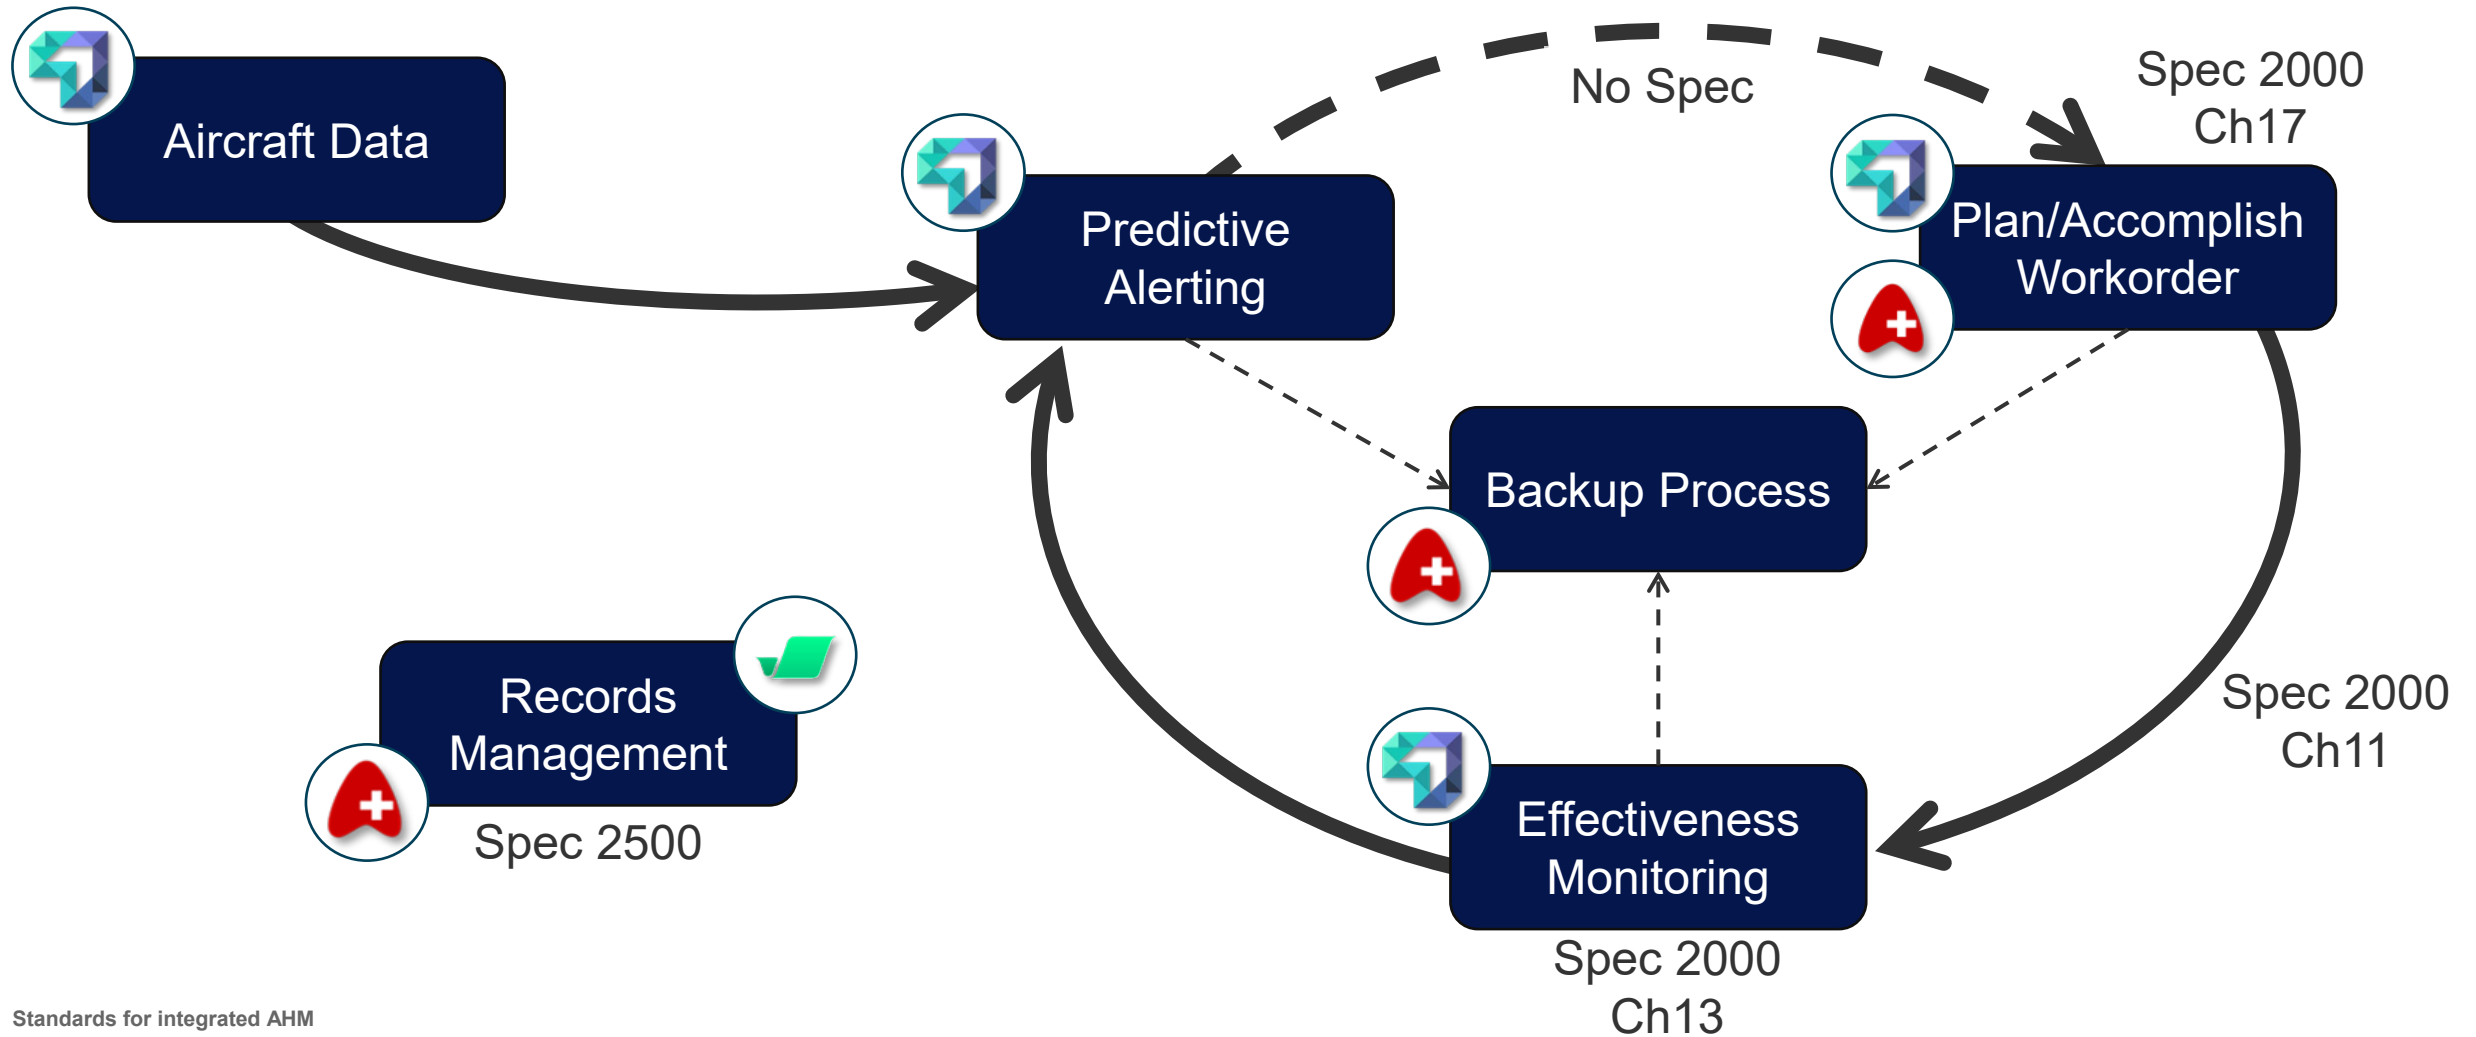 Aircraft Data
No Spec
Spec 2000
Ch17
Predictive
Alerting
Plan/Accomplish
Workorder
Backup Process
Records
Management
Spec 2500
Spec 2000
Ch11
Effectiveness
Monitoring
Spec 2000
Ch13
Standards for integrated AHM